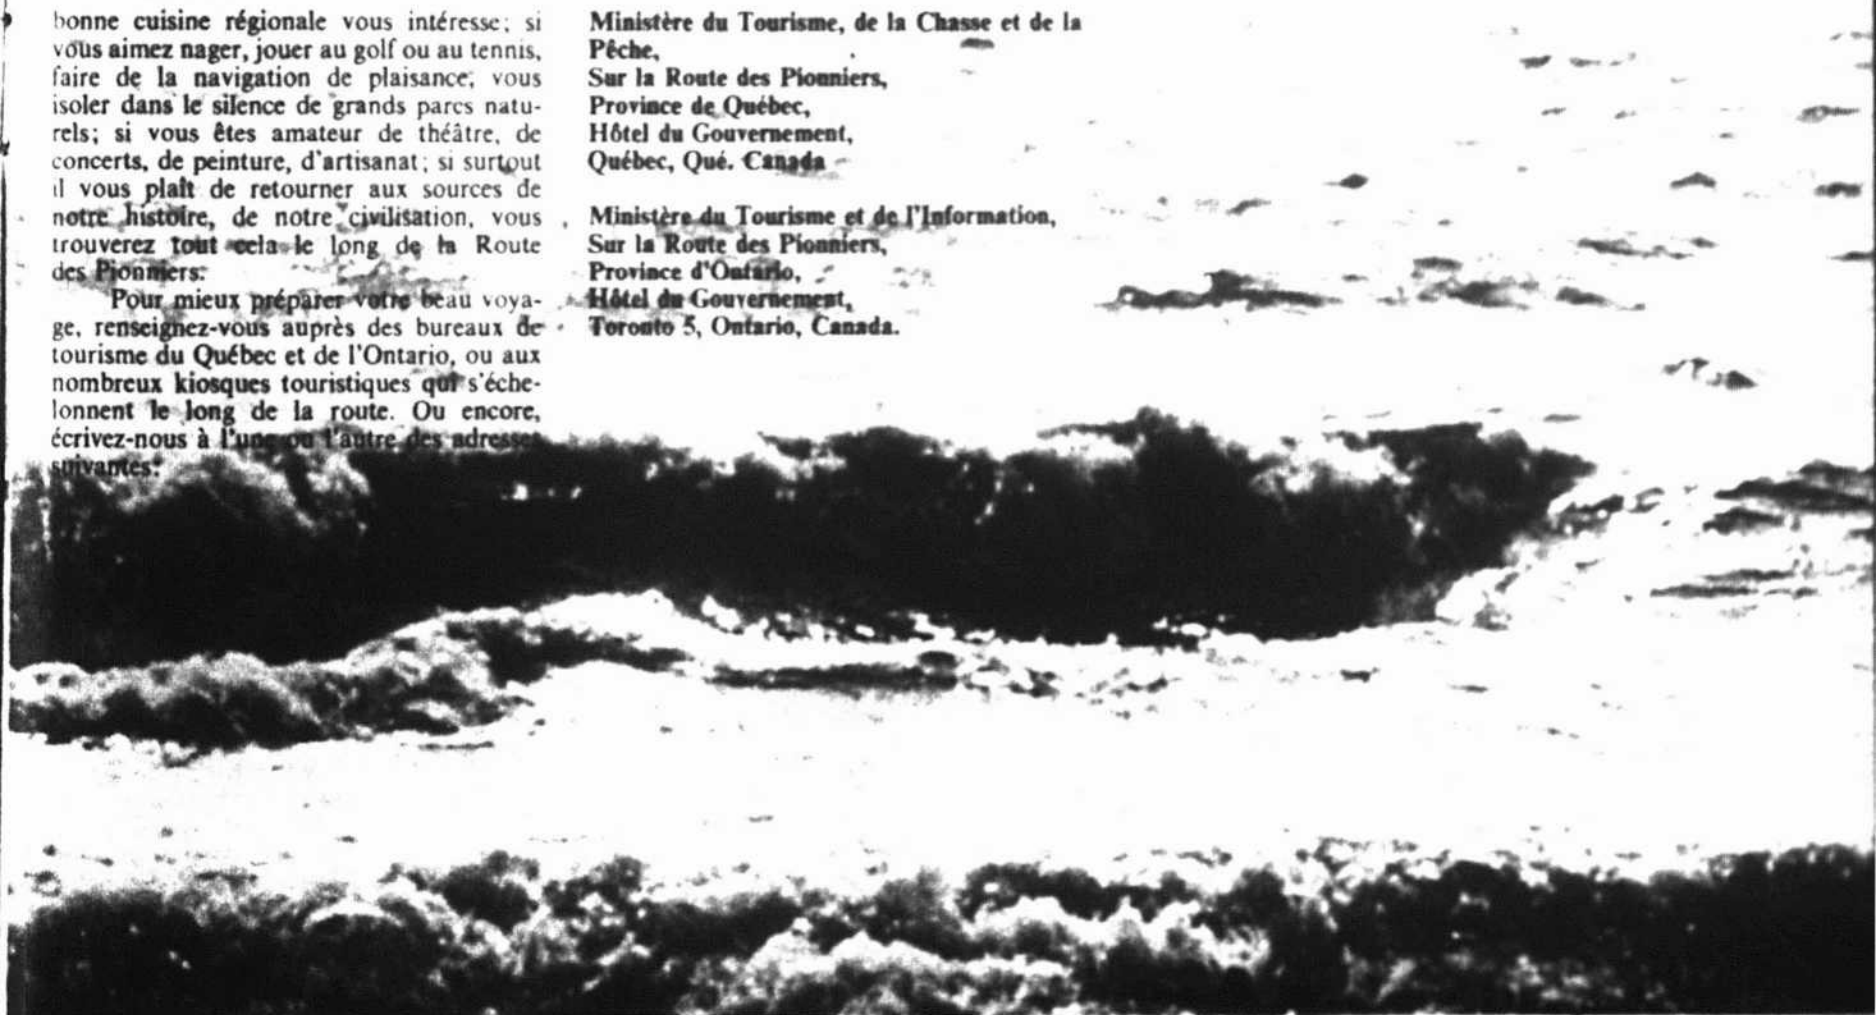 bonne cuisine régionale vous intéresse; si
vous aimez nager, jouer au golf ou au tennis,
faire de la navigation de plaisance; vous
isoler dans le silence de grands parcs natu-
rels; si vous êtes amateur de théâtre, de
concerts, de peinture, d'artisanat; si surtout
il vous plaît de retourner aux sources de
notre histoire, de notre civilisation, vous
trouverez tout cela le long de la Route
des Pionniers.
Pour mieux préparer votre beau voya-
ge, renseignez-vous auprès des bureaux de
tourisme du Québec et de l'Ontario, ou aux
nombreux kiosques touristiques qui s'éche-
lonnent le long de la route. Ou encore,
écrivez-nous à l'une ou l'autre des adresses
suivantes:
Ministère du Tourisme, de la Chasse et de la
Pêche,
Sur la Route des Pionniers,
Province de Québec,
Hôtel du Gouvernement,
Québec, Qué. Canada
Ministère du Tourisme et de l'Information,
Sur la Route des Pionniers,
Province d'Ontario,
Hôtel du Gouvernement,
Toronto 5, Ontario, Canada.